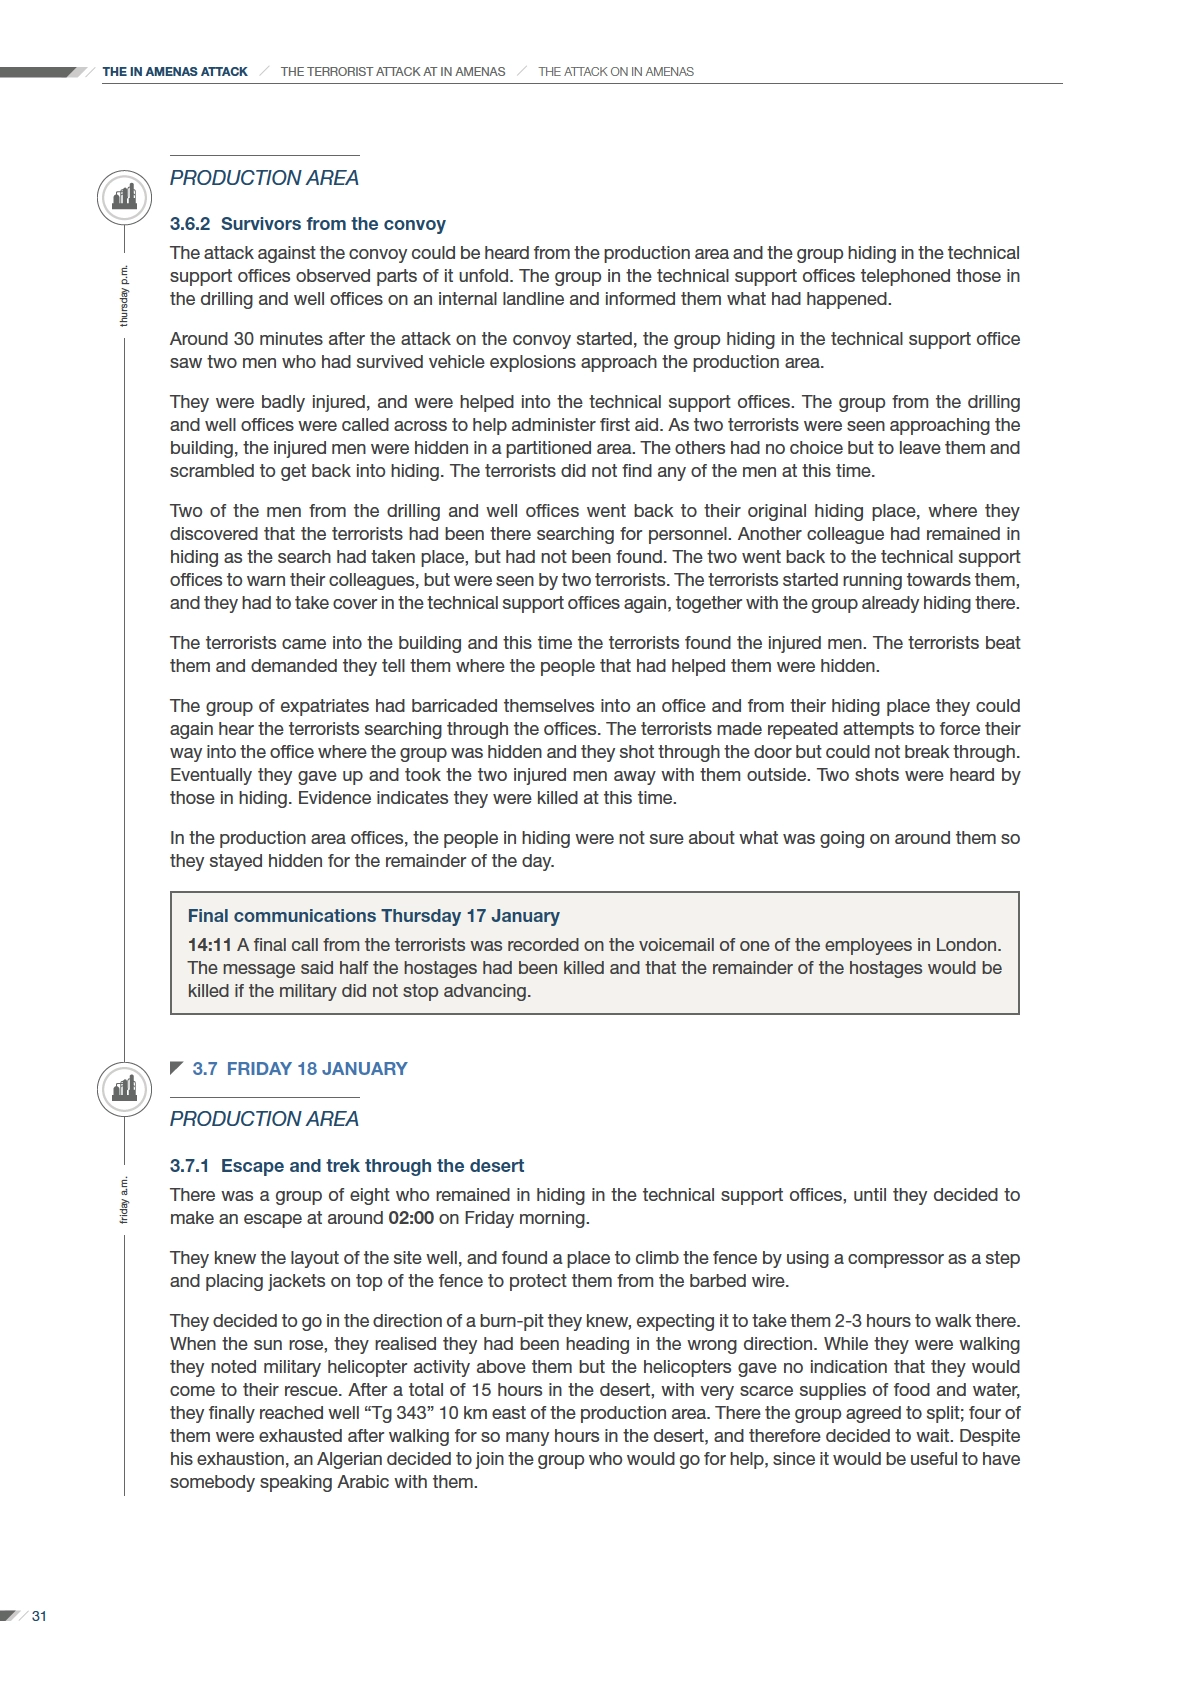 THE IN AMENAS ATTACK / THE TERRORIST ATTACK AT IN AMENAS / THE ATTACK ON IN AMENAS
PRODUCTION AREA
thursday p.m.
3.6.2 Survivors from the convoy
The attack against the convoy could be heard from the production area and the group hiding in the technical
support offices observed parts of it unfold. The group in the technical support offices telephoned those in
the drilling and well offices on an internal landline and informed them what had happened.
Around 30 minutes after the attack on the convoy started, the group hiding in the technical support office
saw two men who had survived vehicle explosions approach the production area.
They were badly injured, and were helped into the technical support offices. The group from the drilling
and well offices were called across to help administer first aid. As two terrorists were seen approaching the
building, the injured men were hidden in a partitioned area. The others had no choice but to leave them and
scrambled to get back into hiding. The terrorists did not find any of the men at this time.
Two of the men from the drilling and well offices went back to their original hiding place, where they
discovered that the terrorists had been there searching for personnel. Another colleague had remained in
hiding as the search had taken place, but had not been found. The two went back to the technical support
offices to warn their colleagues, but were seen by two terrorists. The terrorists started running towards them,
and they had to take cover in the technical support offices again, together with the group already hiding there.
The terrorists came into the building and this time the terrorists found the injured men. The terrorists beat
them and demanded they tell them where the people that had helped them were hidden.
The group of expatriates had barricaded themselves into an office and from their hiding place they could
again hear the terrorists searching through the offices. The terrorists made repeated attempts to force their
way into the office where the group was hidden and they shot through the door but could not break through.
Eventually they gave up and took the two injured men away with them outside. Two shots were heard by
those in hiding. Evidence indicates they were killed at this time.
In the production area offices, the people in hiding were not sure about what was going on around them so
they stayed hidden for the remainder of the day.
Final communications Thursday 17 January
14:11 A final call from the terrorists was recorded on the voicemail of one of the employees in London.
The message said half the hostages had been killed and that the remainder of the hostages would be
killed if the military did not stop advancing.
3.7 FRIDAY 18 JANUARY
PRODUCTION AREA
friday a.m.
3.7.1 Escape and trek through the desert
There was a group of eight who remained in hiding in the technical support offices, until they decided to
make an escape at around 02:00 on Friday morning.
They knew the layout of the site well, and found a place to climb the fence by using a compressor as a step
and placing jackets on top of the fence to protect them from the barbed wire.
They decided to go in the direction of a burn-pit they knew, expecting it to take them 2-3 hours to walk there.
When the sun rose, they realised they had been heading in the wrong direction. While they were walking
they noted military helicopter activity above them but the helicopters gave no indication that they would
come to their rescue. After a total of 15 hours in the desert, with very scarce supplies of food and water,
they finally reached well “Tg 343” 10 km east of the production area. There the group agreed to split; four of
them were exhausted after walking for so many hours in the desert, and therefore decided to wait. Despite
his exhaustion, an Algerian decided to join the group who would go for help, since it would be useful to have
somebody speaking Arabic with them.
31